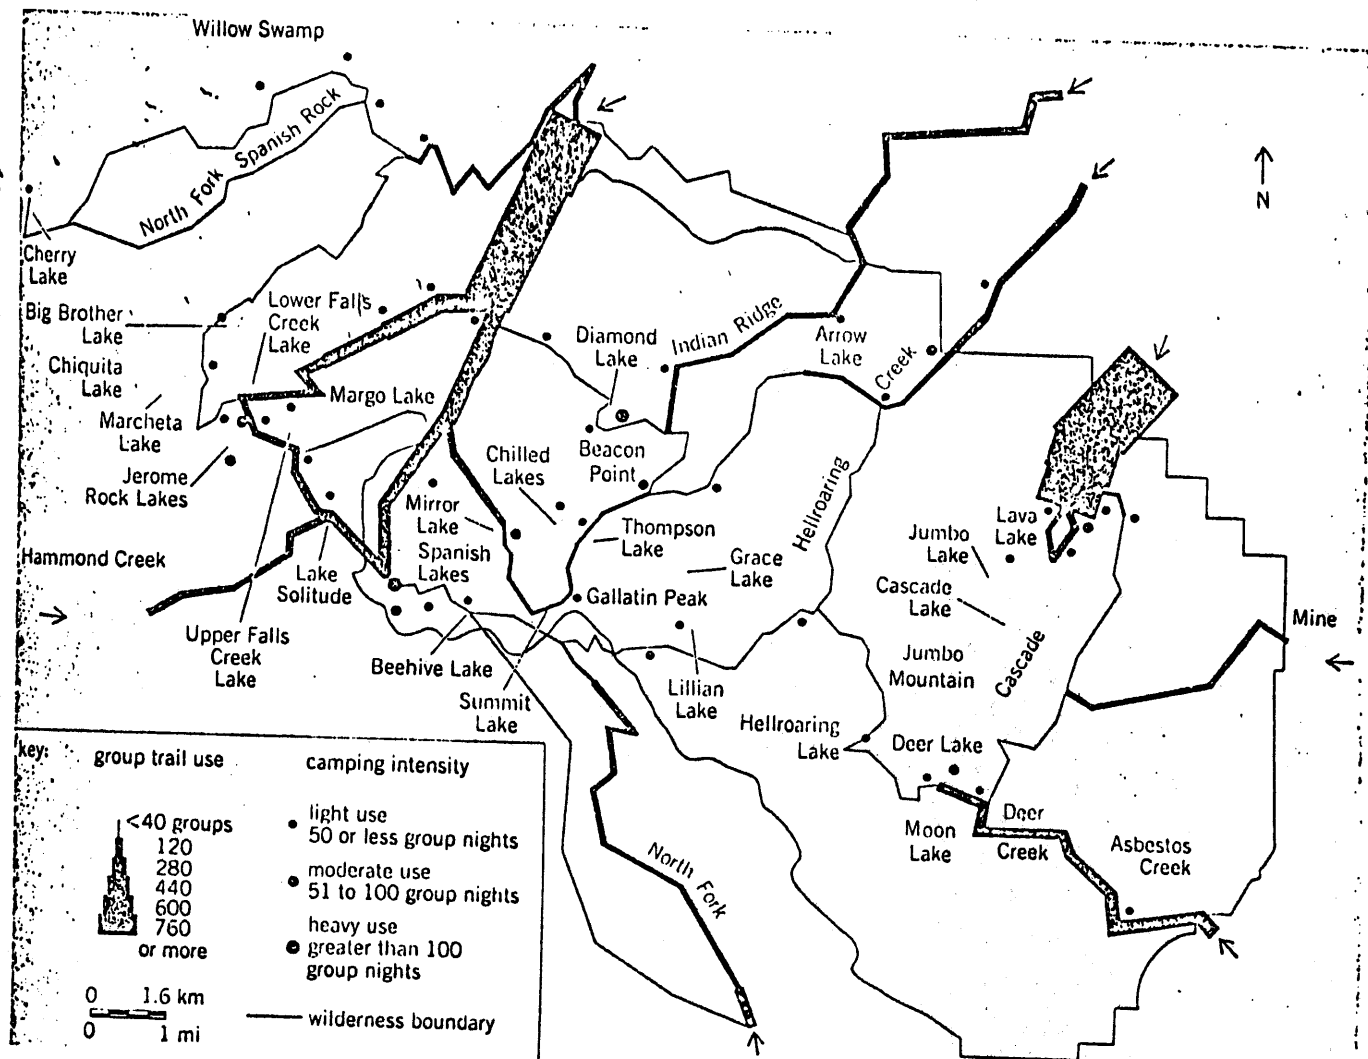 Willow Swamp
North Fork Spanish Rock
N
Cherry
Lake
Big Brother
Lake
Lower Falls
Creek
Lake
Chiquita
Lake
Margo Lake
Marcheta
Lake
Jerome
Rock Lakes
Diamond
Lake
Indian Ridge
Arrow
Lake
Creek
Beacon
Point
Chilled
Lakes
Mirror
Lake
Thompson
Lake
Hellroaring
Hammond Creek
Spanish
Lakes
Grace
Lake
Lava
Lake
Jumbo
Lake
Cascade
Lake
Lake
Solitude
Gallatin Peak
Upper Falls
Creek
Lake
Beehive Lake
Summit
Lake
Lillian
Lake
Jumbo
Mountain
Cascade
Mine
Hellroaring
Lake
Deer Lake
Moon
Lake
Deer
Creek
Asbestos
Creek
North Fork
key:
group trail use
<40 groups
120
280
440
600
760
or more
0 1.6 km
0 1 mi
camping intensity
light use
50 or less group nights
moderate use
51 to 100 group nights
heavy use
greater than 100
group nights
wilderness boundary